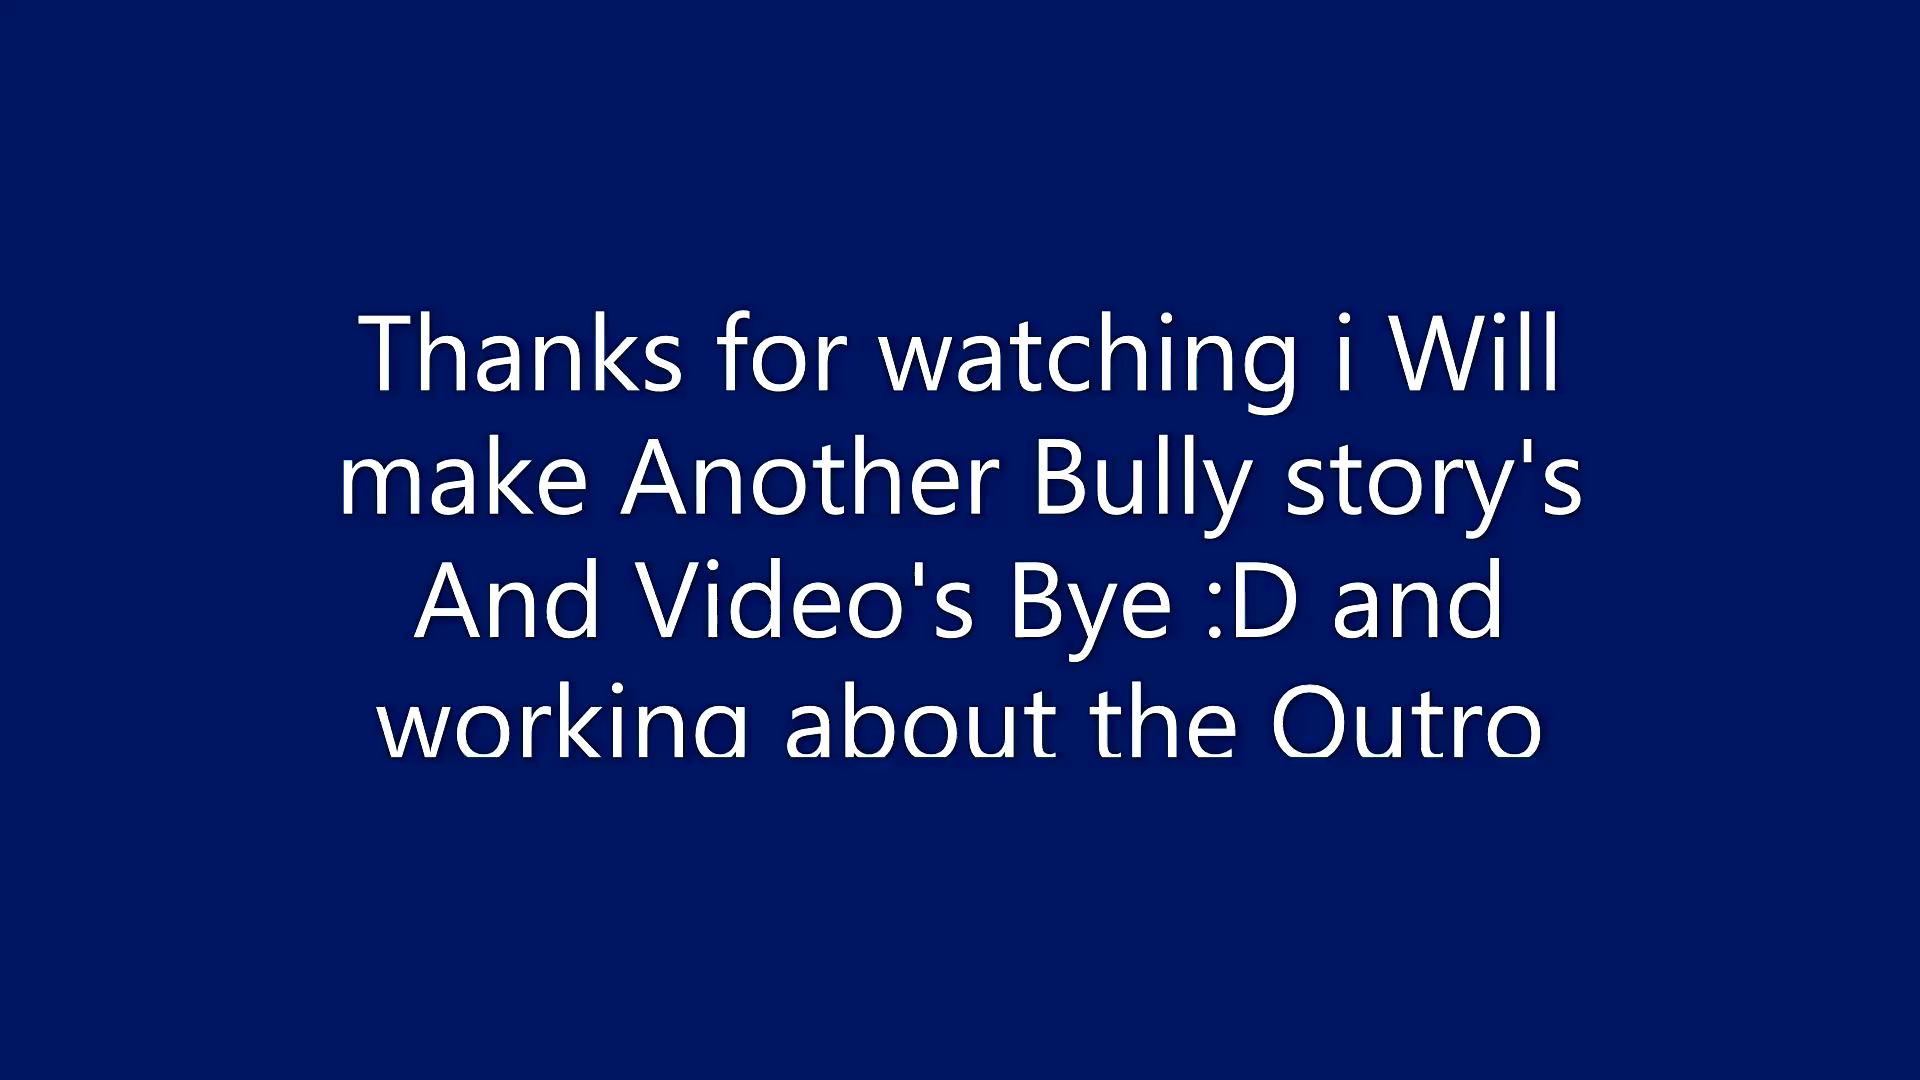 Thanks for watching i Will
make Another Bully story's
And Video's Bye :D and
working about the Outro